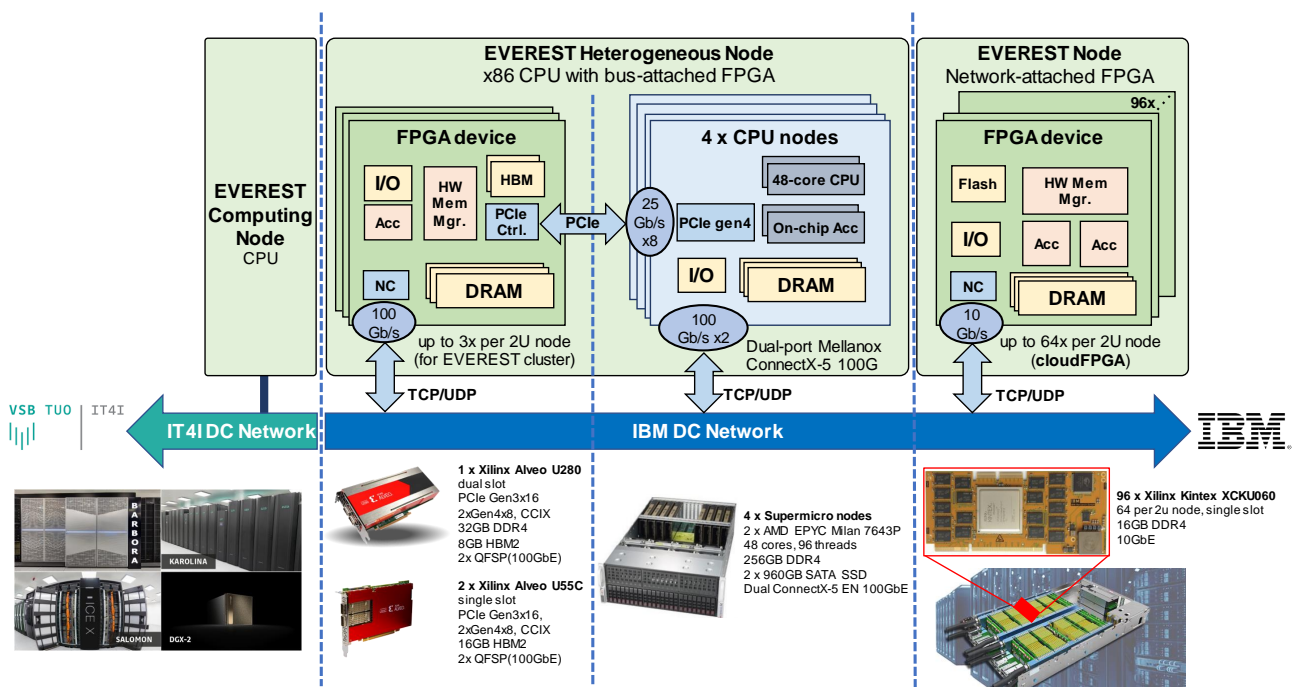 EVEREST
Computing
Node
CPU
EVEREST Heterogeneous Node
x86 CPU with bus-attached FPGA
FPGA device
I/O
Acc
HW
Mem
Mgr.
HBM
PCIe
Ctrl.
NC
DRAM
100
Gb/s
up to 3x per 2U node
(for EVEREST cluster)
PCIe
4 x CPU nodes
25
Gb/s
x8
PCIe gen4
48-core CPU
On-chip Acc
I/O
DRAM
100
Gb/s x2
Dual-port Mellanox
ConnectX-5 100G
EVEREST Node
Network-attached FPGA
96x
FPGA device
Flash
HW Mem
Mgr.
I/O
Acc
Acc
NC
DRAM
10
Gb/s
up to 64x per 2U node
(cloudFPGA)
TCP/UDP
TCP/UDP
TCP/UDP
VSB TUO
IT4I
IT4I DC Network
IBM DC Network
IBM
BARBORA
KAROLINA
ICE X
SALOMON
DGX-2
1 x Xilinx Alveo U280
dual slot
PCIe Gen3x16
2xGen4x8, CCIX
32GB DDR4
8GB HBM2
2x QFSP(100GbE)
2 x Xilinx Alveo U55C
single slot
PCIe Gen3x16,
2xGen4x8, CCIX
16GB HBM2
2x QFSP(100GbE)
4 x Supermicro nodes
2 x AMD EPYC Milan 7643P
48 cores, 96 threads
256GB DDR4
2 x 960GB SATA SSD
Dual ConnectX-5 EN 100GbE
96 x Xilinx Kintex XCKU060
64 per 2u node, single slot
16GB DDR4
10GbE